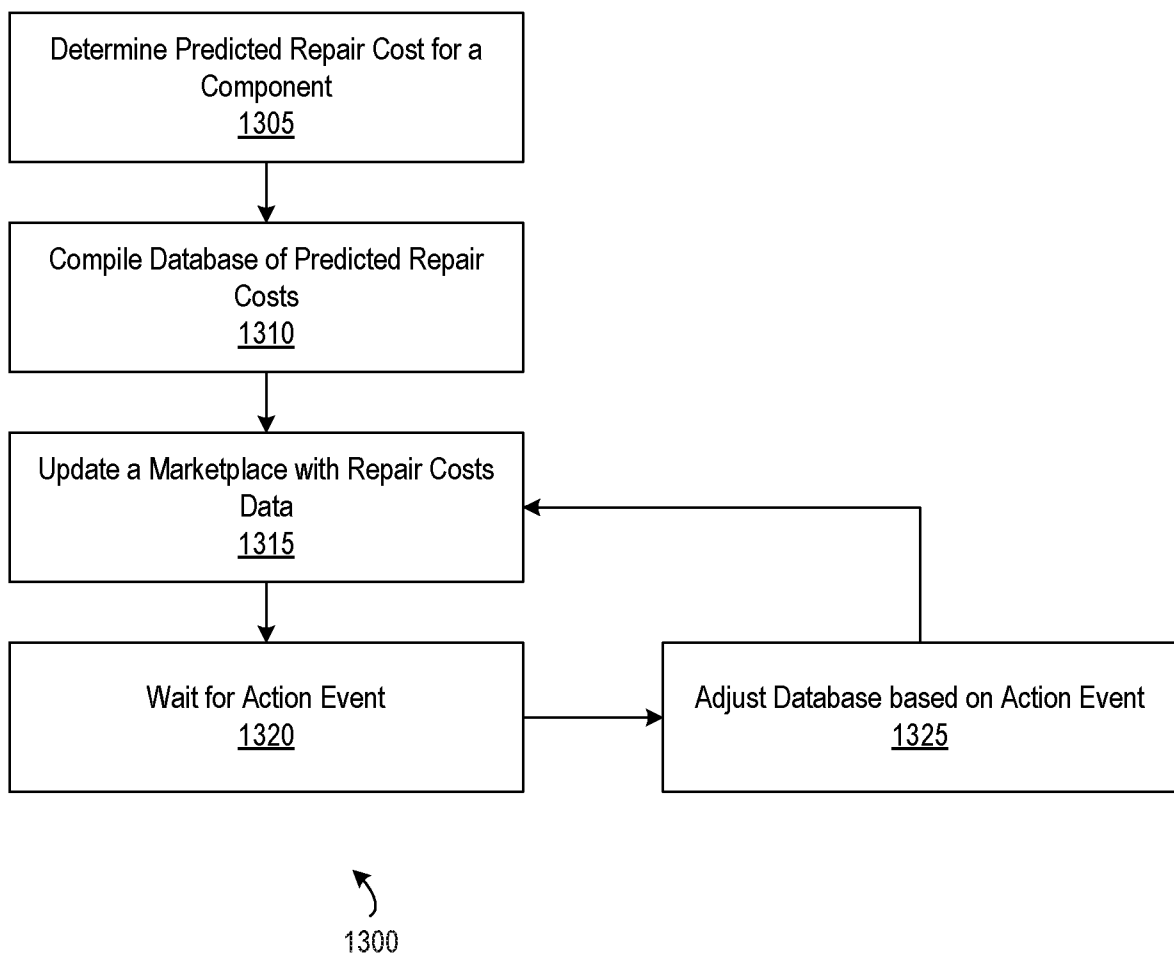 Determine Predicted Repair Cost for a
Component
1305
Compile Database of Predicted Repair
Costs
1310
Update a Marketplace with Repair Costs
Data
1315
Wait for Action Event
1320
Adjust Database based on Action Event
1325
1300